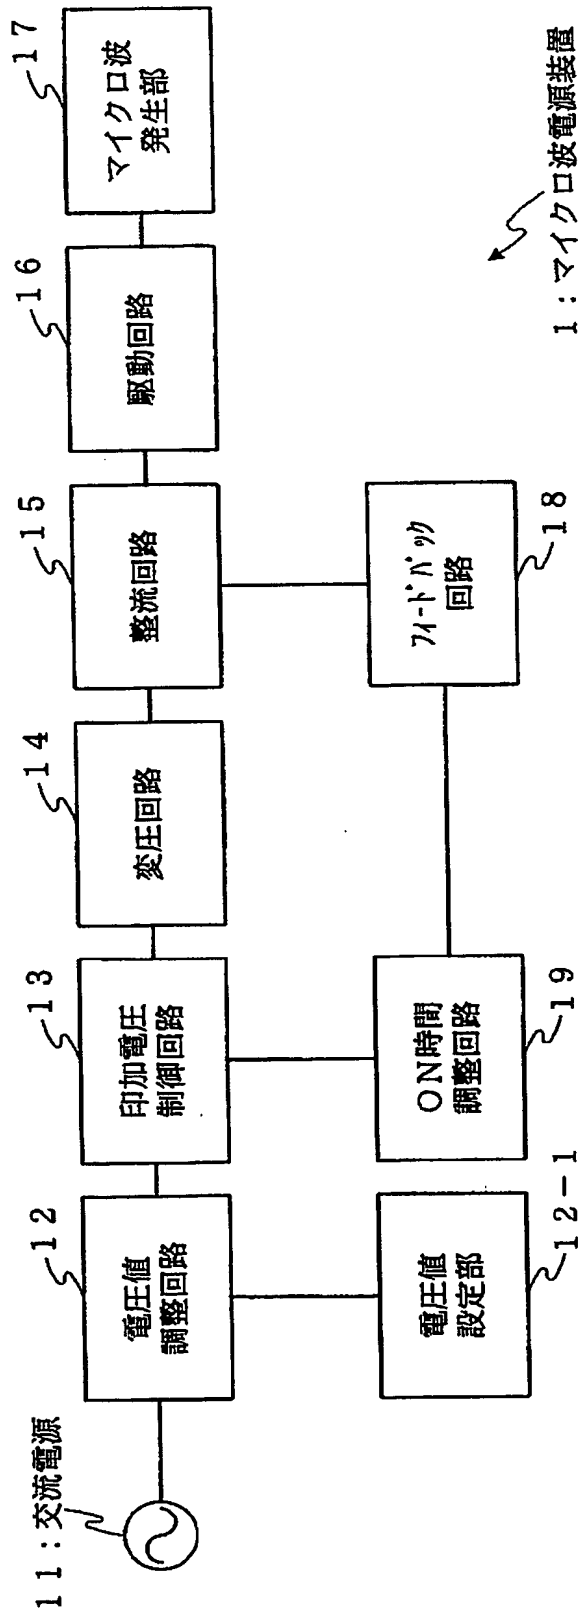 11：交流電源
12
電圧値
調整回路
13
印加電圧
制御回路
14
変圧回路
15
整流回路
16
駆動回路
17
マイクロ波
発生部
電圧値
設定部
12－1
ON時間
調整回路
19
ﾌｨｰﾄﾞﾊﾞｯｸ
回路
18
1：マイクロ波電源装置